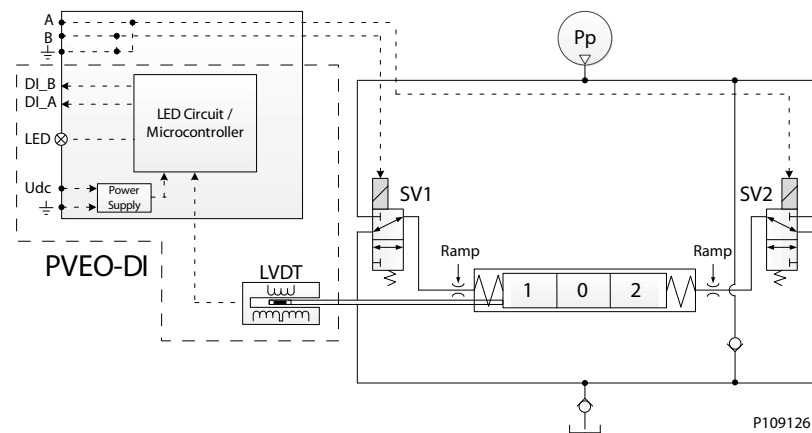 A
B
Pp
DI_B
DI_A
LED Circuit /
Microcontroller
LED
Udc
Power
Supply
SV1
SV2
PVEO-DI
LVDT
Ramp
Ramp
1 0 2
P109126